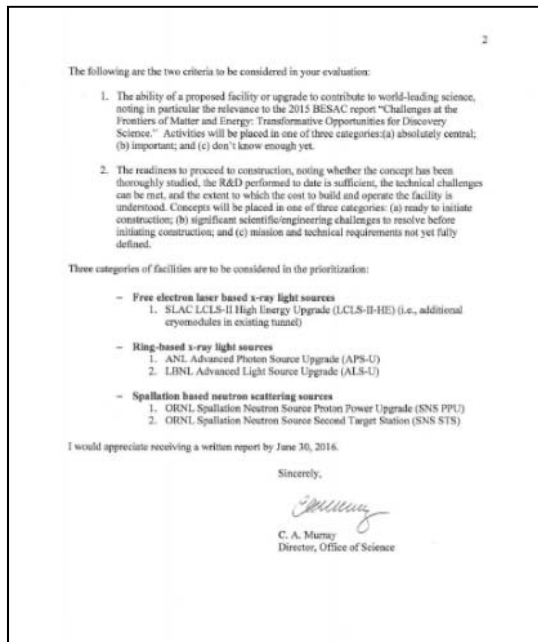 2
The following are the two criteria to be considered in your evaluation:
1. The ability of a proposed facility or upgrade to contribute to world-leading science,
noting in particular the relevance to the 2015 BESAC report "Challenges at the
Frontiers of Matter and Energy: Transformative Opportunities for Discovery
Science." Activities will be placed in one of three categories:(a) absolutely central;
(b) important; and (c) don't know enough yet.
2. The readiness to proceed to construction, noting whether the concept has been
thoroughly studied, the R&D performed to date is sufficient, the technical challenges
can be met, and the extent to which the cost to build and operate the facility is
understood. Concepts will be placed in one of three categories: (a) ready to initiate
construction; (b) significant scientific/engineering challenges to resolve before
initiating construction; and (c) mission and technical requirements not yet fully
defined.
Three categories of facilities are to be considered in the prioritization:
– Free electron laser based x-ray light sources
1. SLAC LCLS-II High Energy Upgrade (LCLS-II-HE) (i.e., additional
cryomodules in existing tunnel)
– Ring-based x-ray light sources
1. ANL Advanced Photon Source Upgrade (APS-U)
2. LBNL Advanced Light Source Upgrade (ALS-U)
– Spallation based neutron scattering sources
1. ORNL Spallation Neutron Source Proton Power Upgrade (SNS PPU)
2. ORNL Spallation Neutron Source Second Target Station (SNS STS)
I would appreciate receiving a written report by June 30, 2016.
Sincerely,
C. A. Murray
Director, Office of Science